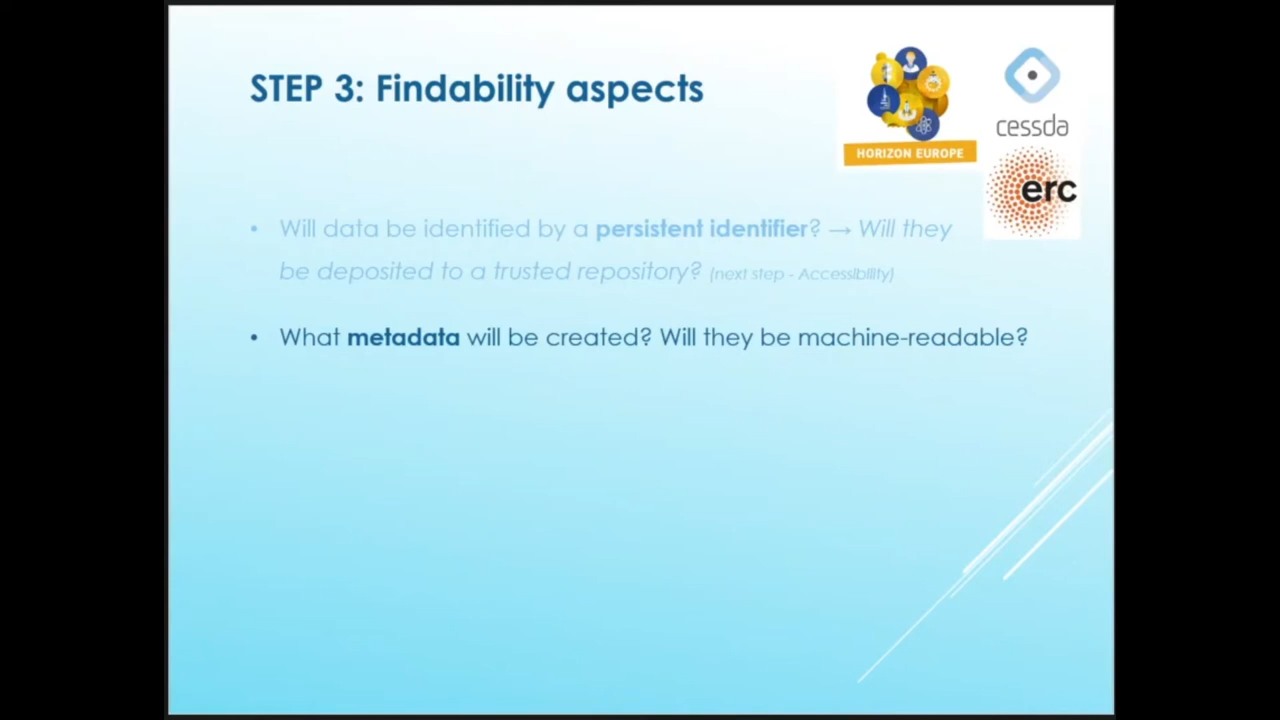 STEP 3: Findability aspects
HORIZON EUROPE
cessda
erc
• Will data be identified by a persistent identifier? → Will they
be deposited to a trusted repository? (next step - Accessibility)
• What metadata will be created? Will they be machine-readable?